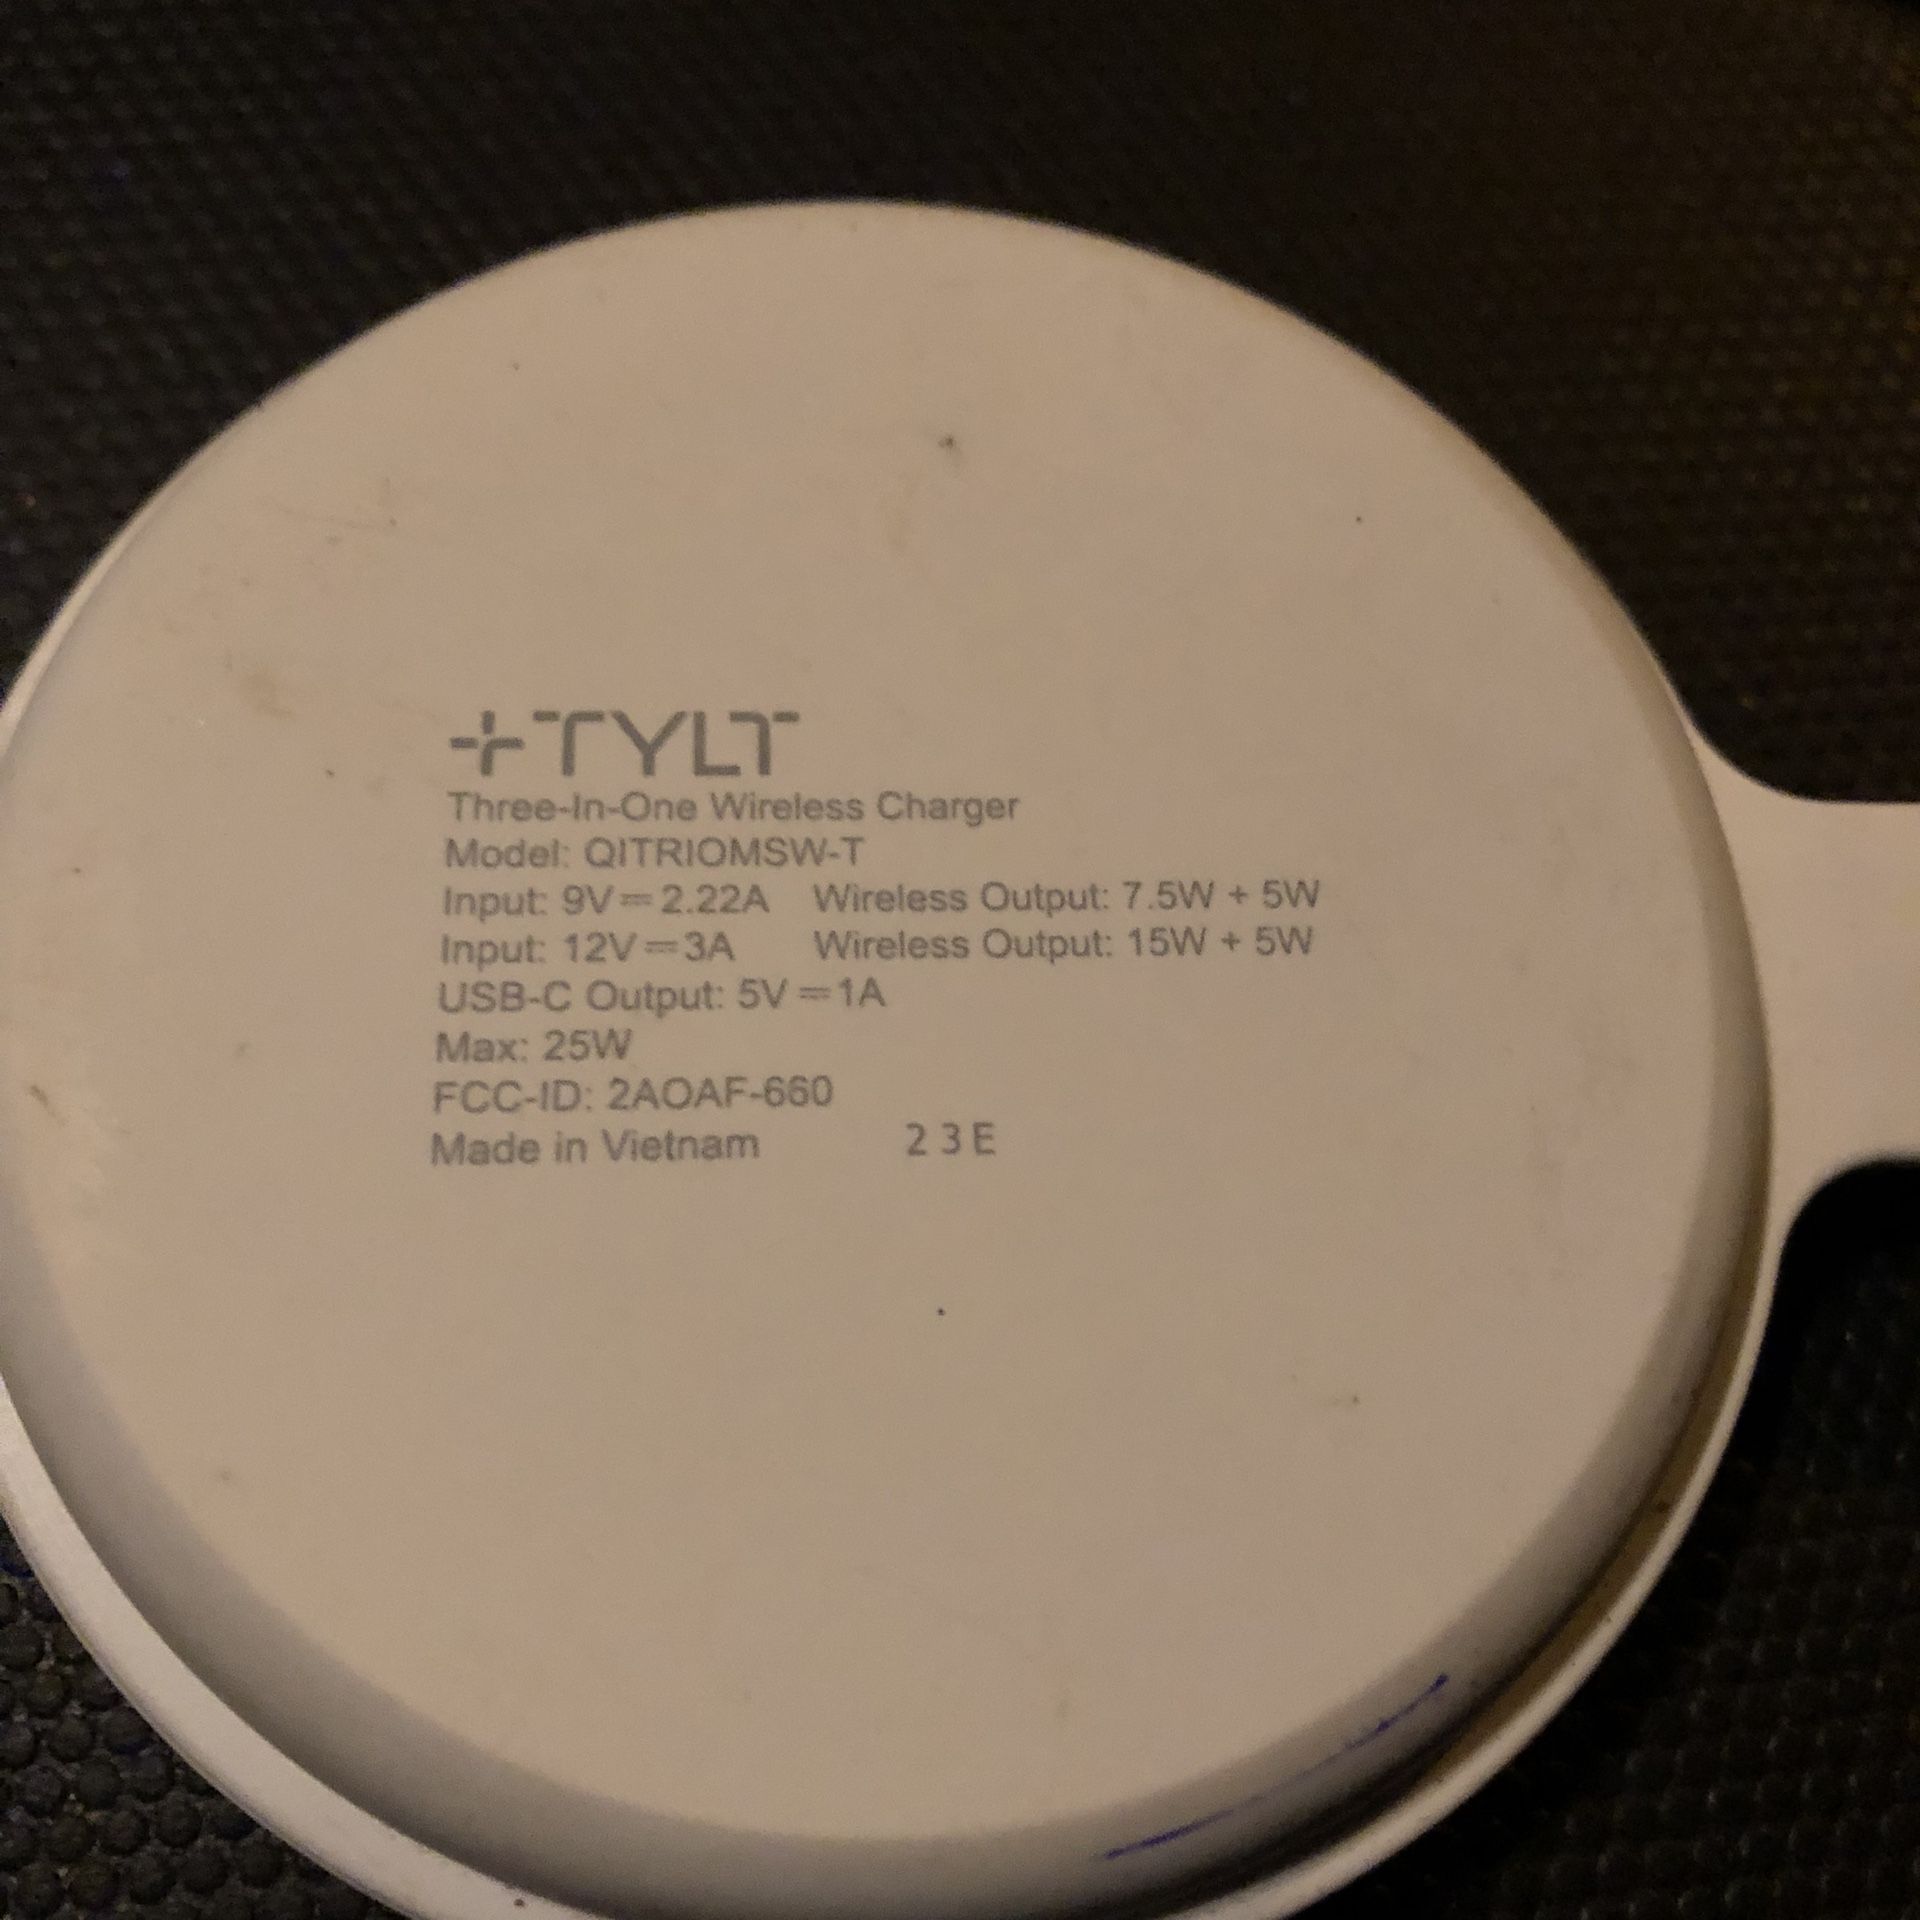 +TYLT
Three-In-One Wireless Charger
Model: QITRIOMSW-T
Input: 9V⎓2.22A Wireless Output: 7.5W + 5W
Input: 12V⎓3A Wireless Output: 15W + 5W
USB-C Output: 5V⎓1A
Max: 25W
FCC-ID: 2AOAF-660
Made in Vietnam 23E